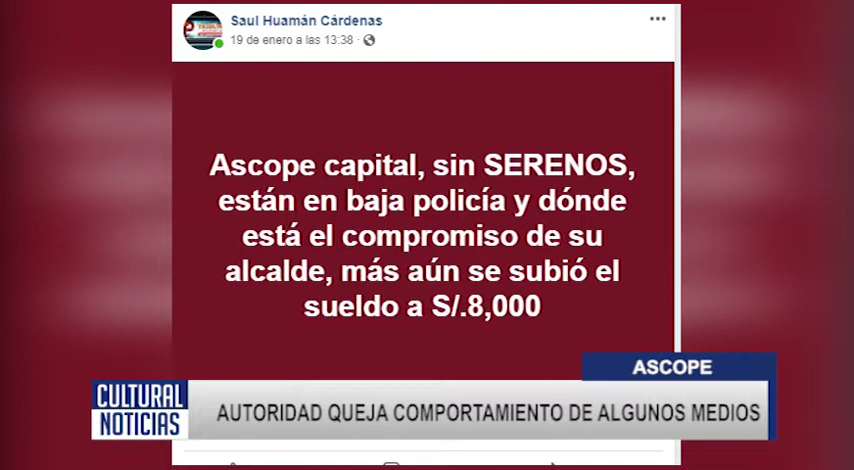 Saul Huamán Cárdenas
19 de enero a las 13:38 ·
Ascope capital, sin SERENOS,
están en baja policía y dónde
está el compromiso de su
alcalde, más aún se subió el
sueldo a S/.8,000
ASCOPE
CULTURAL
NOTICIAS
AUTORIDAD QUEJA COMPORTAMIENTO DE ALGUNOS MEDIOS